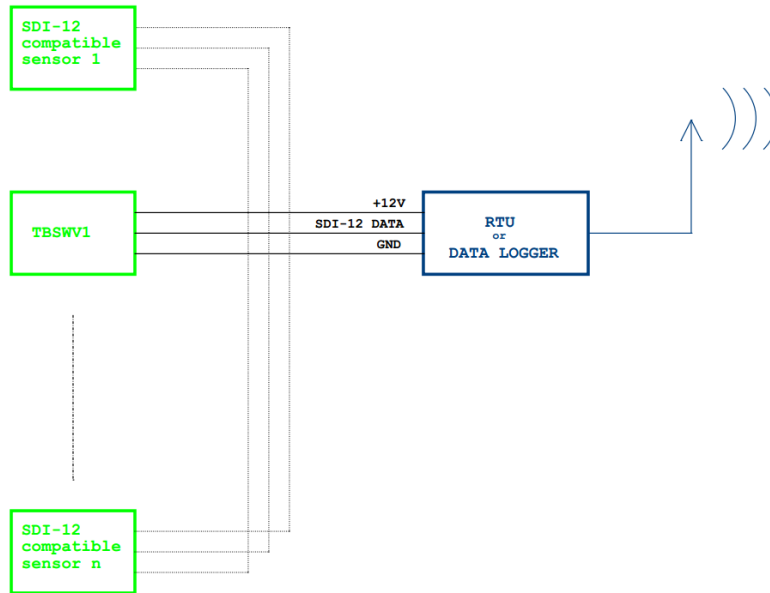 SDI-12
compatible
sensor 1
TBSWV1
+12V
SDI-12 DATA
GND
RTU
or
DATA LOGGER
SDI-12
compatible
sensor n